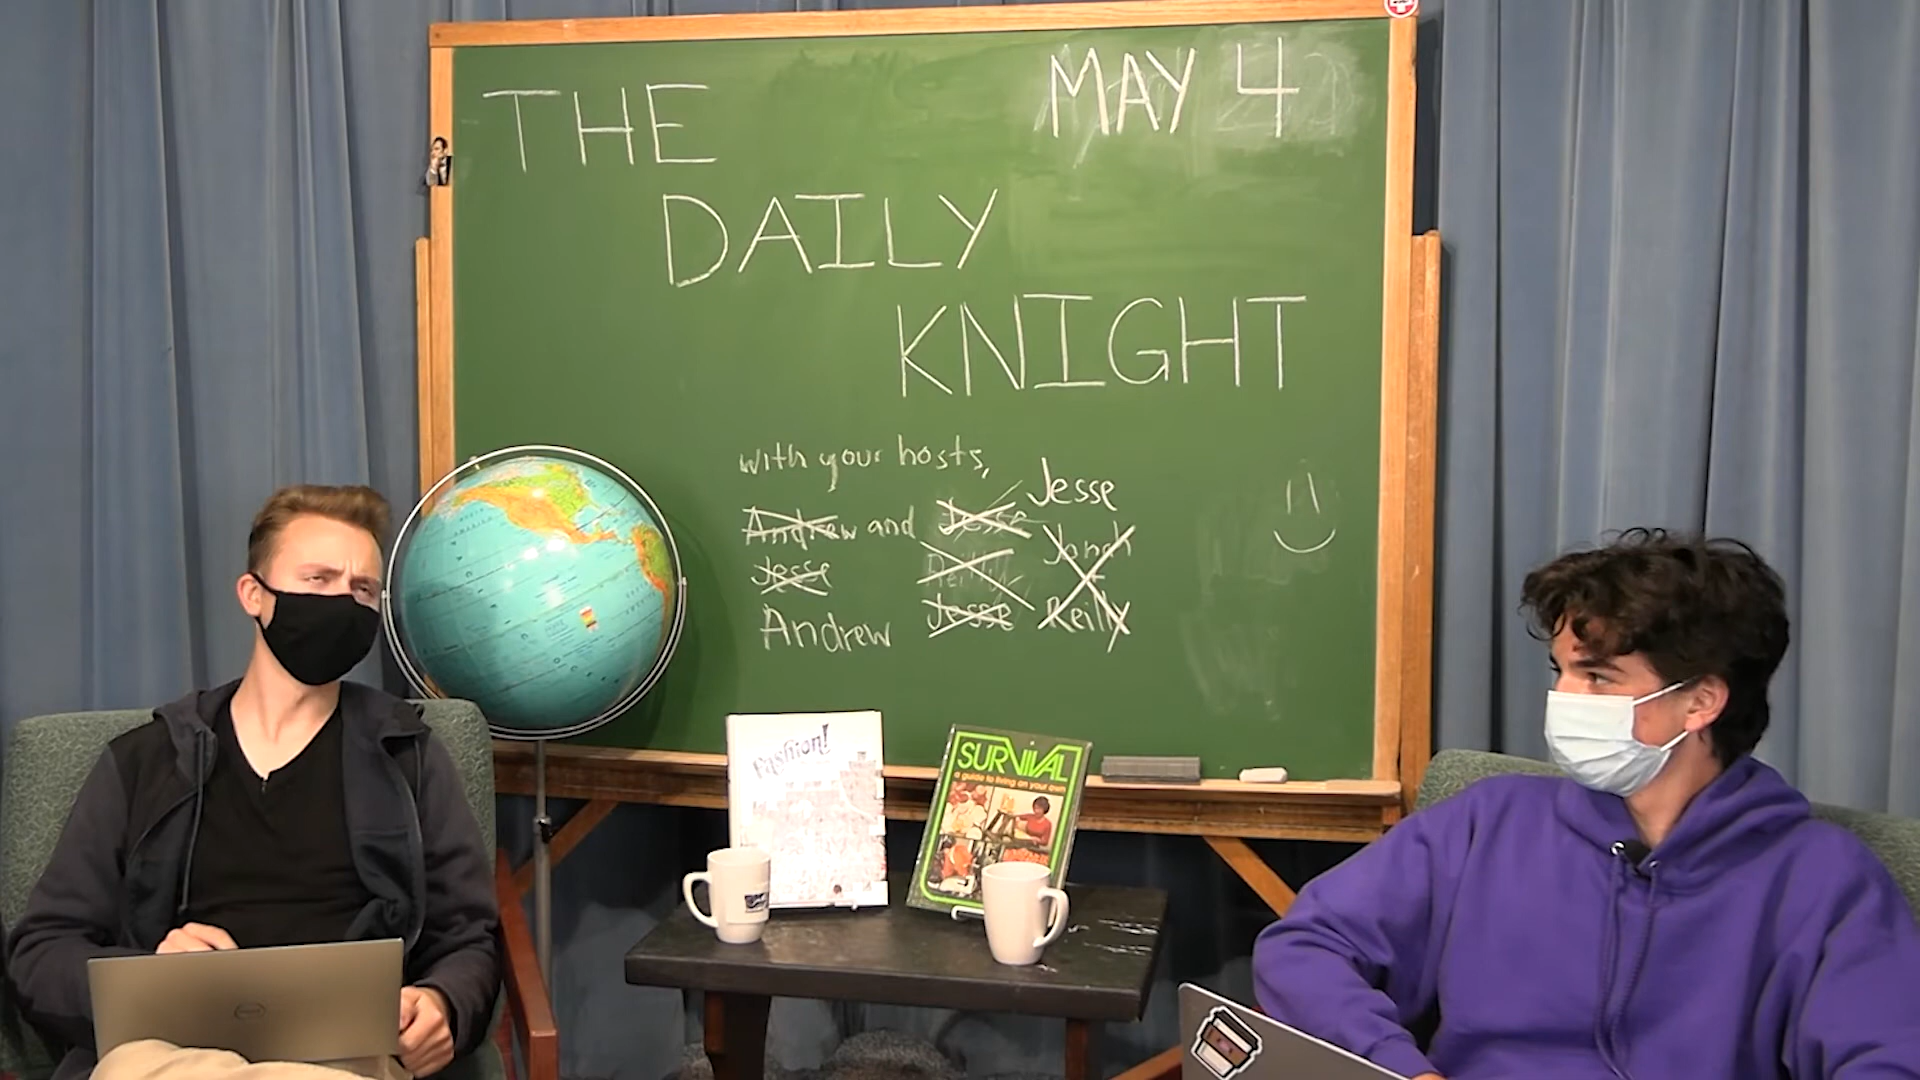 THE
MAY 4
DAILY
KNIGHT
with your hosts,
Jesse
Andrew and Jesse
Jonah
Jesse
Reilly
Andrew
Jesse
Reilly
Fashion!
SURVIVAL
a guide to living on your own
DELL